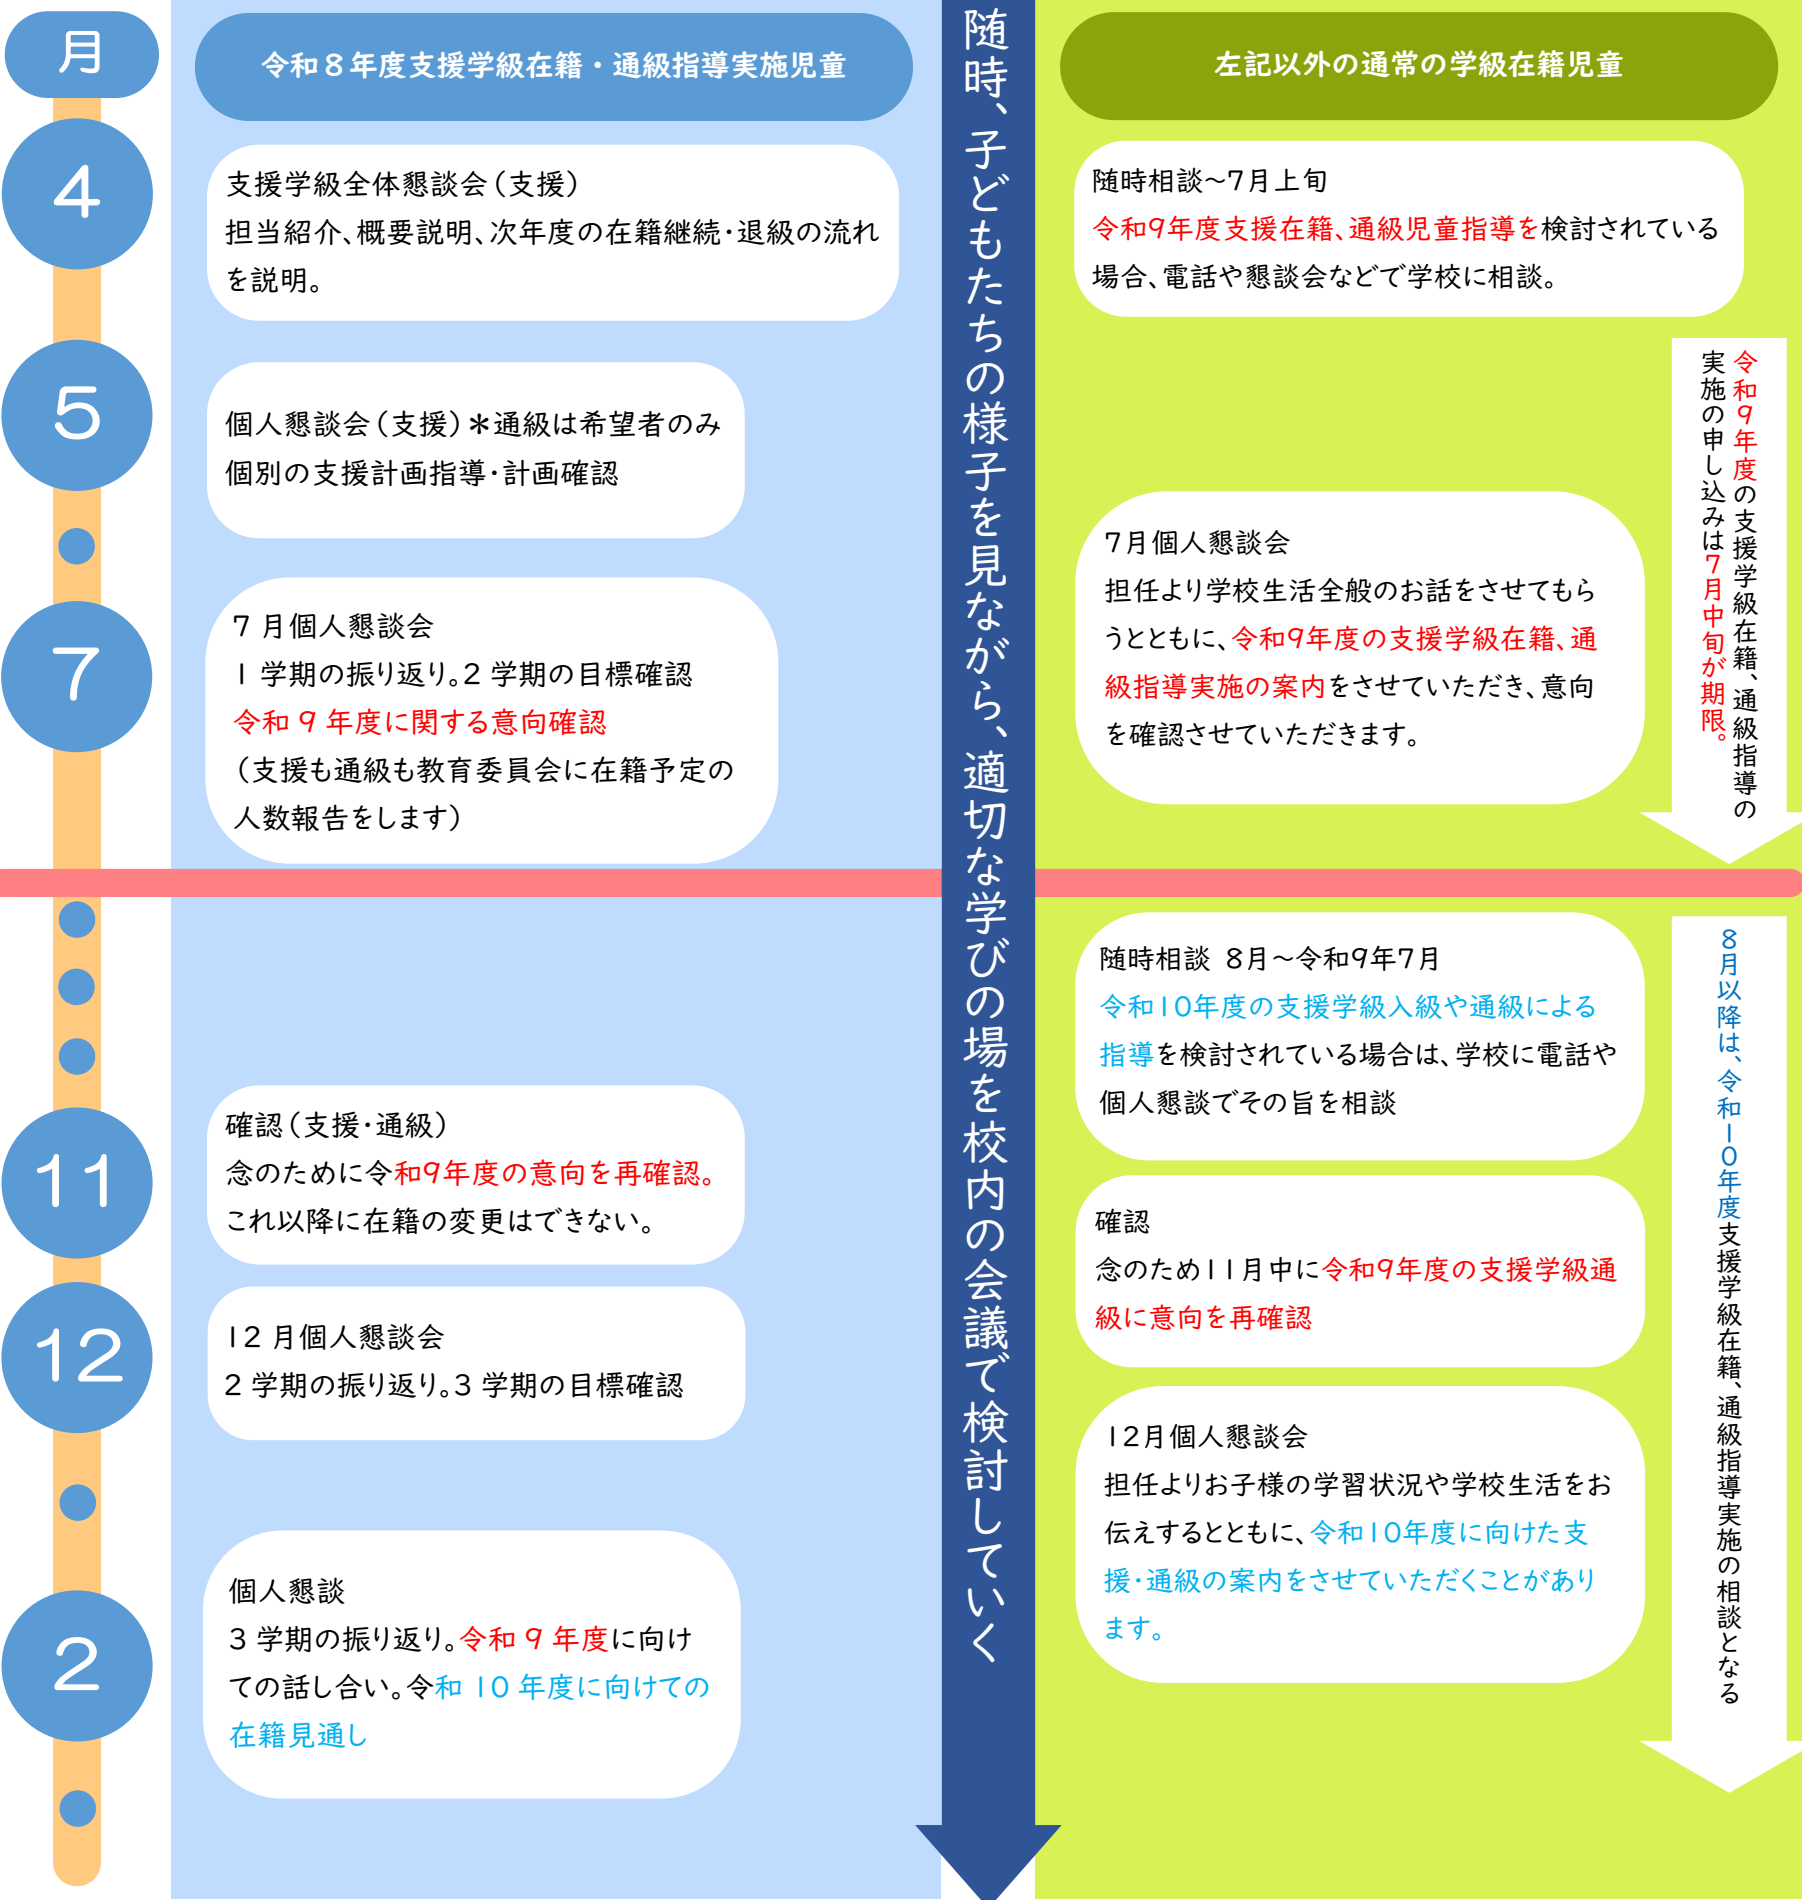 月
令和８年度支援学級在籍・通級指導実施児童
左記以外の通常の学級在籍児童
随時、子どもたちの様子を見ながら、適切な学びの場を校内の会議で検討していく
4
支援学級全体懇談会（支援）
担当紹介、概要説明、次年度の在籍継続・退級の流れ
を説明。
随時相談～7月上旬
令和9年度支援在籍、通級児童指導を検討されている
場合、電話や懇談会などで学校に相談。
5
個人懇談会（支援）＊通級は希望者のみ
個別の支援計画指導・計画確認
令和９年度の支援学級在籍、通級指導の
実施の申し込みは７月中旬が期限。
7
7 月個人懇談会
1 学期の振り返り。2 学期の目標確認
令和 9 年度に関する意向確認
（支援も通級も教育委員会に在籍予定の
人数報告をします）
7月個人懇談会
担任より学校生活全般のお話をさせてもら
うとともに、令和9年度の支援学級在籍、通
級指導実施の案内をさせていただき、意向
を確認させていただきます。
随時相談 8月～令和9年7月
令和10年度の支援学級入級や通級による
指導を検討されている場合は、学校に電話や
個人懇談でその旨を相談
8月以降は、令和１０年度支援学級在籍、通級指導実施の相談となる
11
確認（支援・通級）
念のために令和9年度の意向を再確認。
これ以降に在籍の変更はできない。
確認
念のため11月中に令和9年度の支援学級通
級に意向を再確認
12
12 月個人懇談会
2 学期の振り返り。3 学期の目標確認
12月個人懇談会
担任よりお子様の学習状況や学校生活をお
伝えするとともに、令和10年度に向けた支
援・通級の案内をさせていただくことがあり
ます。
2
個人懇談
3 学期の振り返り。令和 9 年度に向け
ての話し合い。令和 10 年度に向けての
在籍見通し